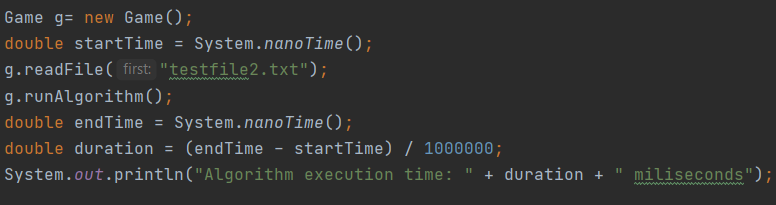 Game g= new Game();
double startTime = System.nanoTime();
g.readFile( first: "testfile2.txt");
g.runAlgorithm();
double endTime = System.nanoTime();
double duration = (endTime - startTime) / 1000000;
System.out.println("Algorithm execution time: " + duration + " miliseconds");